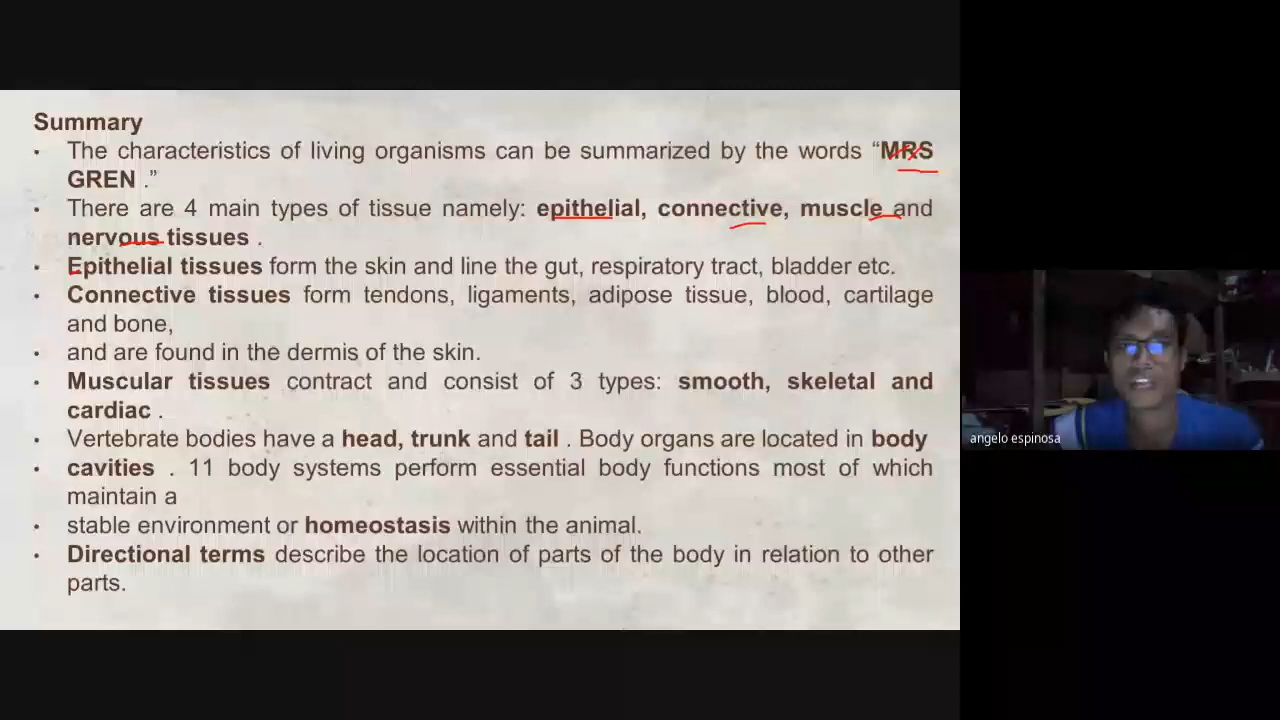 Summary
• The characteristics of living organisms can be summarized by the words “MRS
GREN .”
• There are 4 main types of tissue namely: epithelial, connective, muscle and
nervous tissues .
• Epithelial tissues form the skin and line the gut, respiratory tract, bladder etc.
• Connective tissues form tendons, ligaments, adipose tissue, blood, cartilage
and bone,
• and are found in the dermis of the skin.
• Muscular tissues contract and consist of 3 types: smooth, skeletal and
cardiac .
• Vertebrate bodies have a head, trunk and tail . Body organs are located in body
• cavities . 11 body systems perform essential body functions most of which
maintain a
• stable environment or homeostasis within the animal.
• Directional terms describe the location of parts of the body in relation to other
parts.
angelo espinosa